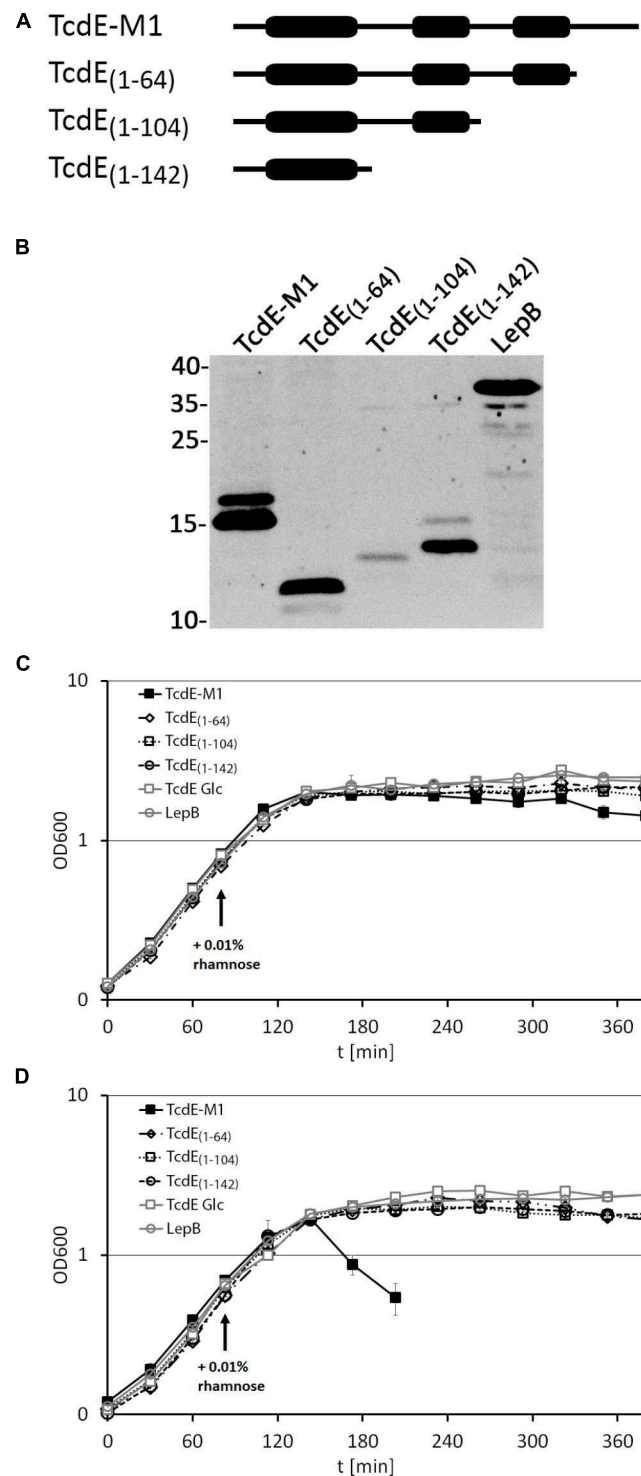 A
TcdE-M1
TcdE(1-64)
TcdE(1-104)
TcdE(1-142)
B
TcdE-M1
TcdE(1-64)
TcdE(1-104)
TcdE(1-142)
LepB
40-
35-
25-
15-
10-
C
10
TcdE-M1
TcdE(1-64)
TcdE(1-104)
TcdE(1-142)
TcdE Glc
LepB
OD600
1
+ 0.01%
rhamnose
0
0 60 120 180 240 300 360
t [min]
D
10
TcdE-M1
TcdE(1-64)
TcdE(1-104)
TcdE(1-142)
TcdE Glc
LepB
OD600
1
+ 0.01%
rhamnose
0
0 60 120 180 240 300 360
t [min]